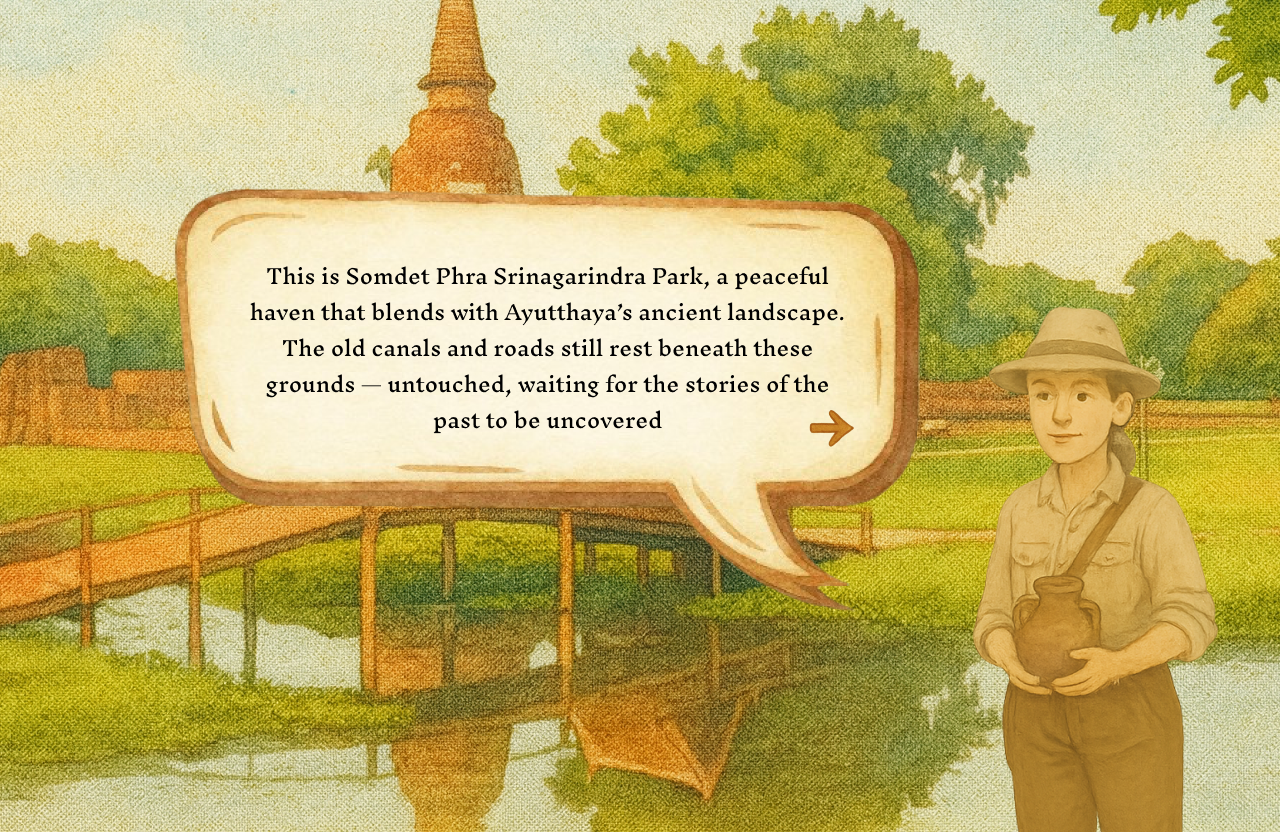 This is Somdet Phra Srinagarindra Park, a peaceful
haven that blends with Ayutthaya’s ancient landscape.
The old canals and roads still rest beneath these
grounds — untouched, waiting for the stories of the
past to be uncovered